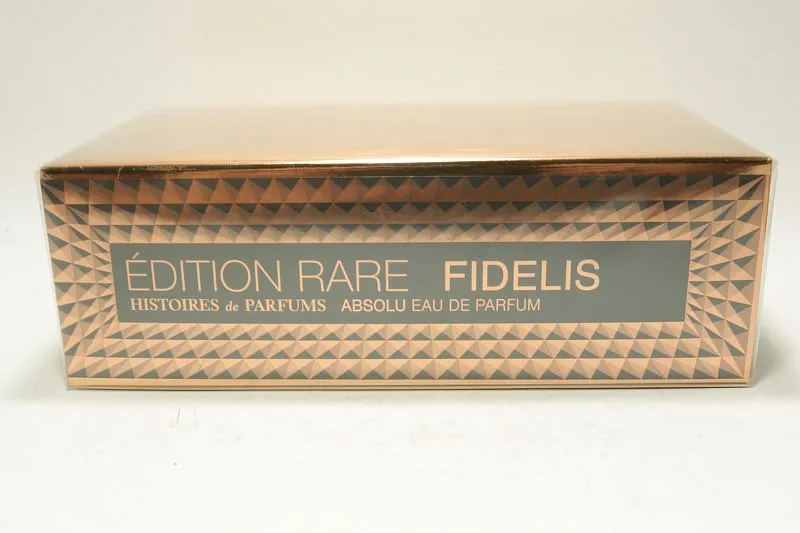 ÉDITION RARE FIDELIS
HISTOIRES de PARFUMS ABSOLU EAU DE PARFUM